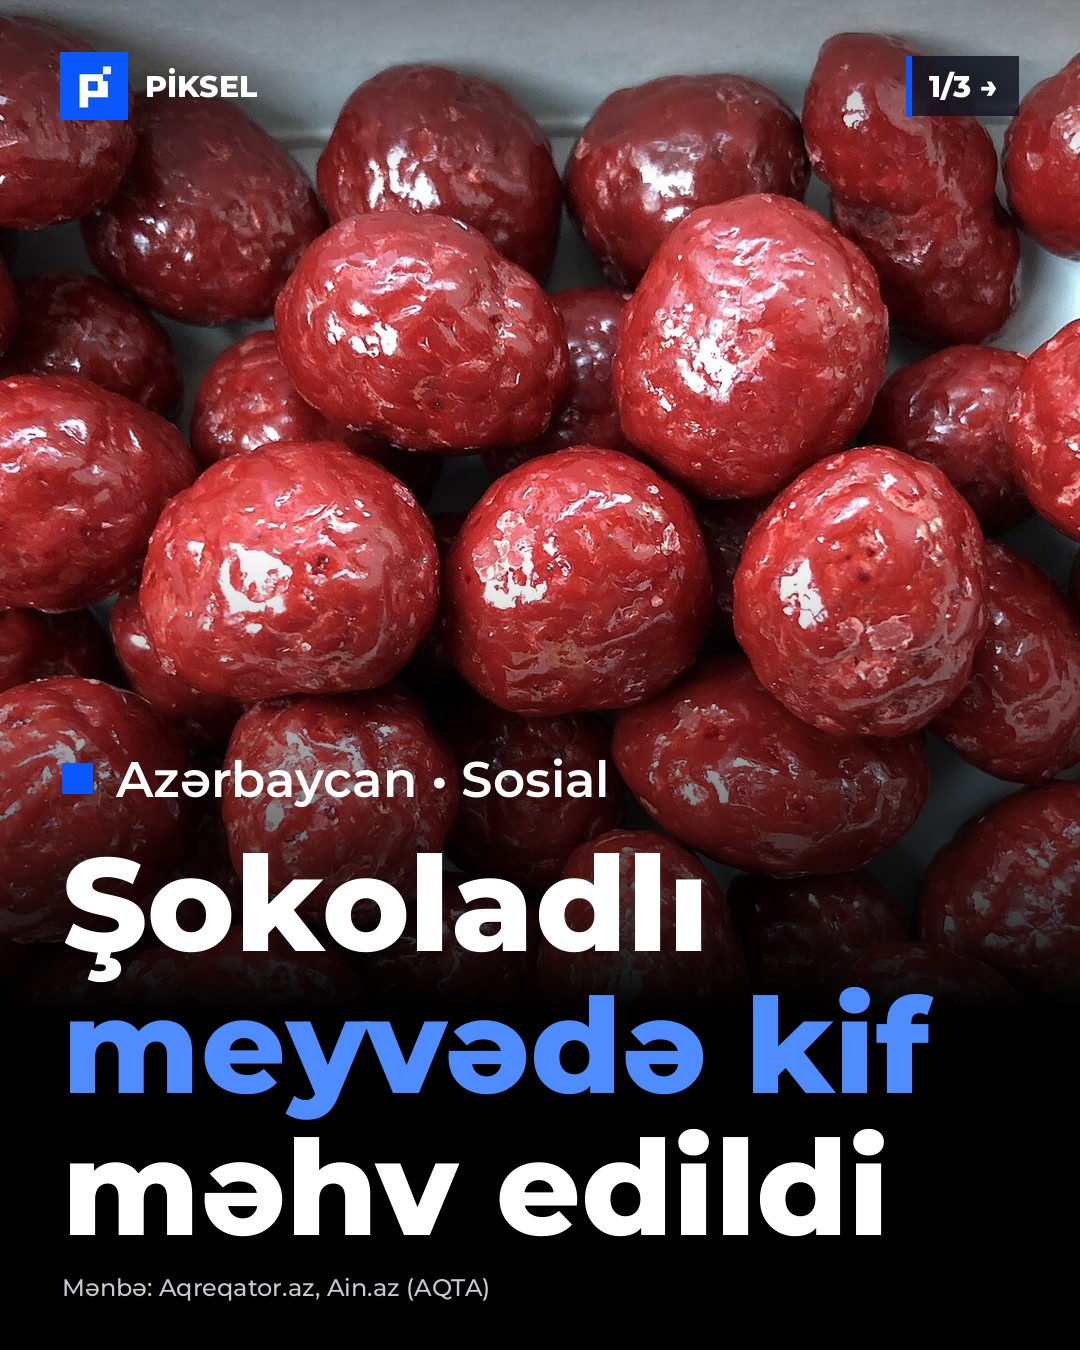 PİKSEL
1/3 →
Azərbaycan • Sosial
Şokoladlı
meyvədə kif
məhv edildi
Mənbə: Aqreqator.az, Ain.az (AQTA)